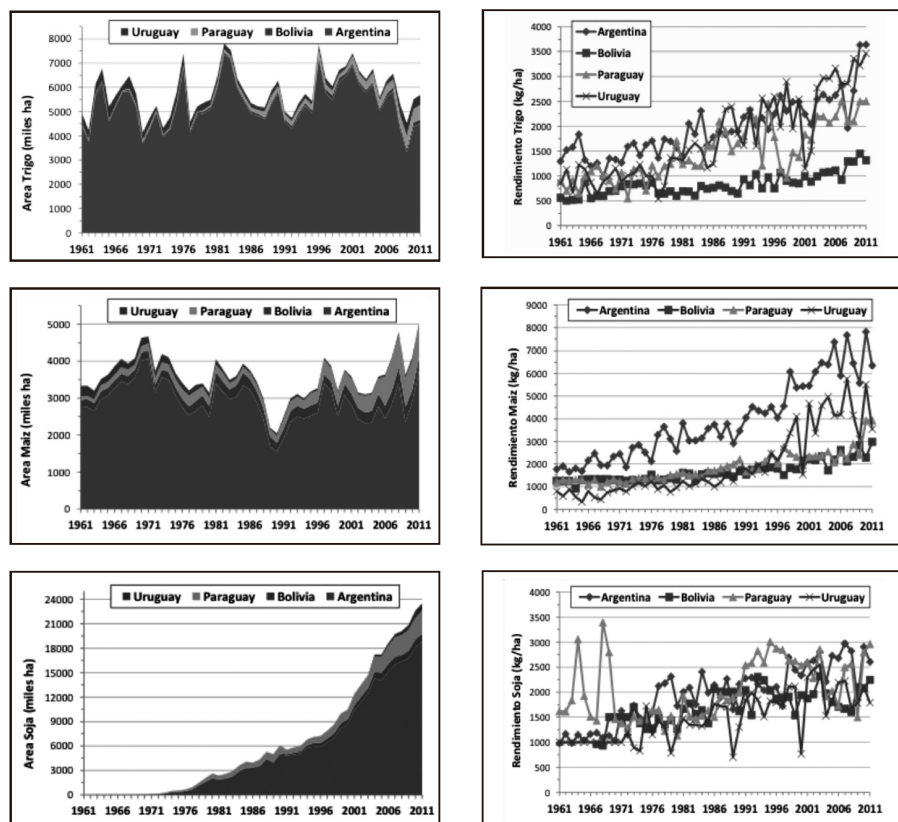 Uruguay Paraguay Bolivia Argentina
Area Trigo (miles ha)
8000
7000
6000
5000
4000
3000
2000
1000
0
1961 1966 1971 1976 1981 1986 1991 1996 2001 2006 2011
Argentina
Bolivia
Paraguay
Uruguay
Rendimiento Trigo (kg/ha)
4000
3500
3000
2500
2000
1500
1000
500
0
1961 1966 1971 1976 1981 1986 1991 1996 2001 2006 2011
Uruguay Paraguay Bolivia Argentina
Area Maiz (miles ha)
5000
4000
3000
2000
1000
0
1961 1966 1971 1976 1981 1986 1991 1996 2001 2006 2011
Argentina Bolivia Paraguay Uruguay
Rendimiento Maiz (kg/ha)
9000
8000
7000
6000
5000
4000
3000
2000
1000
0
1961 1966 1971 1976 1981 1986 1991 1996 2001 2006 2011
Uruguay Paraguay Bolivia Argentina
Area Soja (miles ha)
24000
21000
18000
15000
12000
9000
6000
3000
0
1961 1966 1971 1976 1981 1986 1991 1996 2001 2006 2011
Argentina Bolivia Paraguay Uruguay
Rendimiento Soja (kg/ha)
4000
3500
3000
2500
2000
1500
1000
500
0
1961 1966 1971 1976 1981 1986 1991 1996 2001 2006 2011